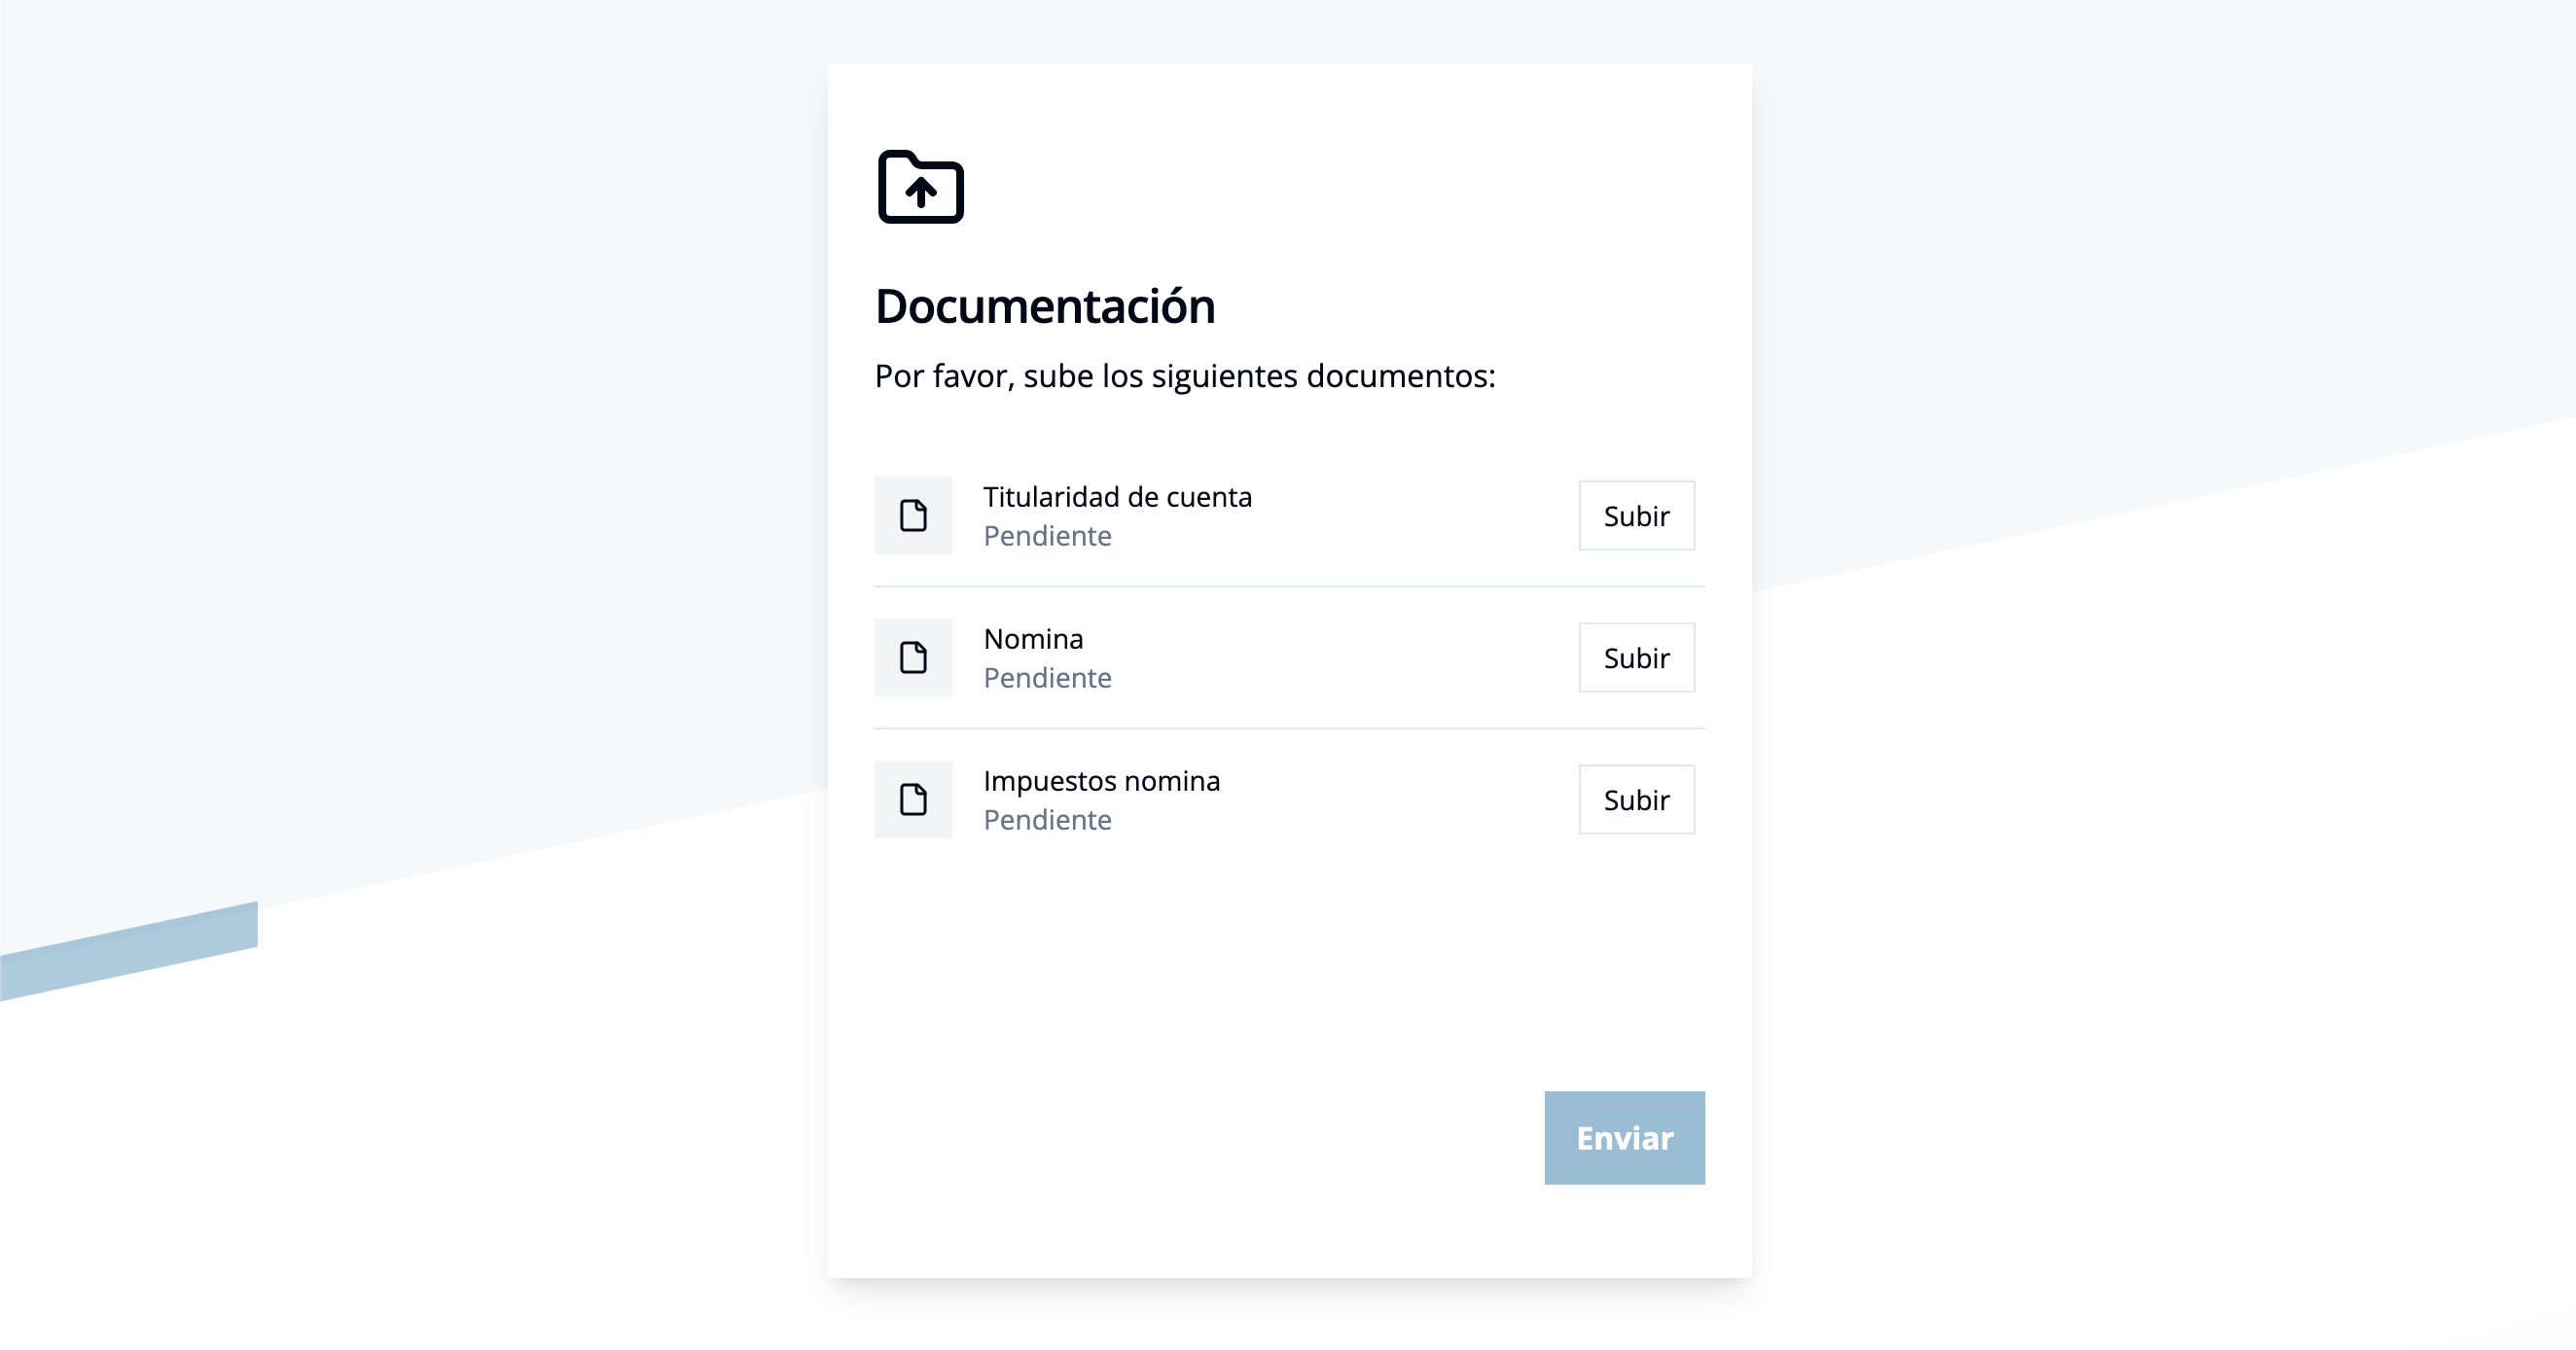 Documentación
Por favor, sube los siguientes documentos:
Titularidad de cuenta
Pendiente
Subir
Nomina
Pendiente
Subir
Impuestos nomina
Pendiente
Subir
Enviar